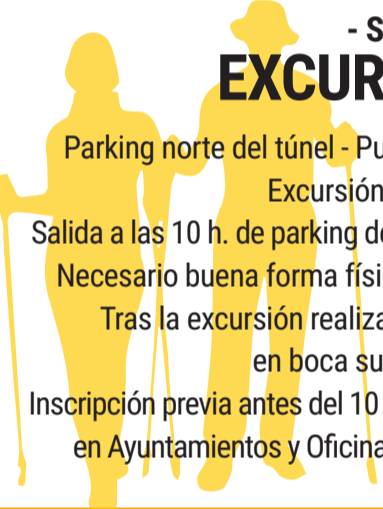 - S
EXCUR
Parking norte del túnel - Pu
Excursión
Salida a las 10 h. de parking de
Necesario buena forma físi
Tras la excursión realiza
en boca su
Inscripción previa antes del 10
en Ayuntamientos y Oficina